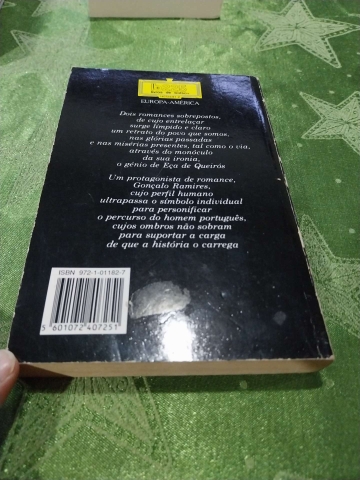 EUROPA-AMÉRICA
Dois romances sobrepostos,
de cujo entrelaçar
surge límpido e claro
um retrato do povo que somos,
nas glórias passadas
e nas misérias presentes, tal como o via,
através do monóculo
da sua ironia,
o génio de Eça de Queirós
Um protagonista de romance,
Gonçalo Ramires,
cujo perfil humano
ultrapassa o símbolo individual
para personificar
o percurso do homem português,
cujos ombros não sobram
para suportar a carga
de que a história o carrega
ISBN 972-1-01182-7
5 601072 407251